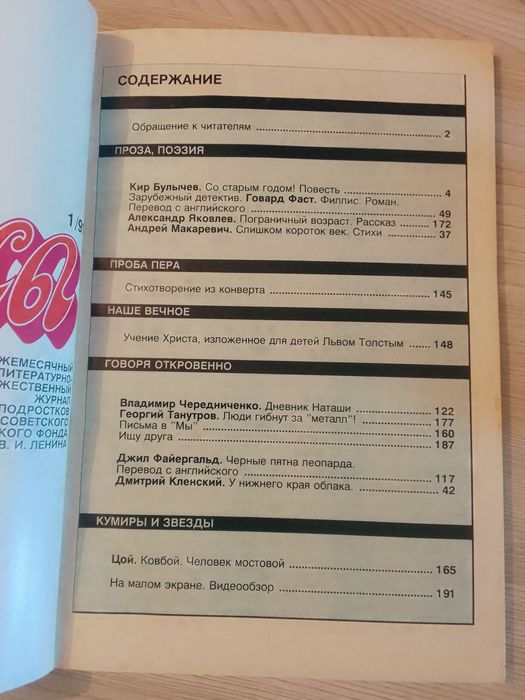 СОДЕРЖАНИЕ
Обращение к читателям 2
ПРОЗА, ПОЭЗИЯ
Кир Булычев. Со старым годом! Повесть 4
Зарубежный детектив. Говард Фаст. Филлис. Роман.
Перевод с английского 49
Александр Яковлев. Пограничный возраст. Рассказ 172
Андрей Макаревич. Слишком короток век. Стихи 37
ПРОБА ПЕРА
Стихотворение из конверта 145
НАШЕ ВЕЧНОЕ
Учение Христа, изложенное для детей Львом Толстым 148
ГОВОРЯ ОТКРОВЕННО
Владимир Чередниченко. Дневник Наташи 122
Георгий Танутров. Люди гибнут за "металл"! 177
Письма в "Мы" 160
Ищу друга 187
Джил Файергальд. Черные пятна леопарда.
Перевод с английского 117
Дмитрий Кленский. У нижнего края облака. 42
КУМИРЫ И ЗВЕЗДЫ
Цой. Ковбой. Человек мостовой 165
На малом экране. Видеообзор 191
1/9
ЖЕМЕСЯЧНЫЙ
ЛИТЕРАТУРНО-
ЖЕСТВЕННЫЙ
ЖУРНАЛ
ПОДРОСТКОВ
СОВЕТСКОГО
КОГО ФОНДА
В. И. ЛЕНИНА